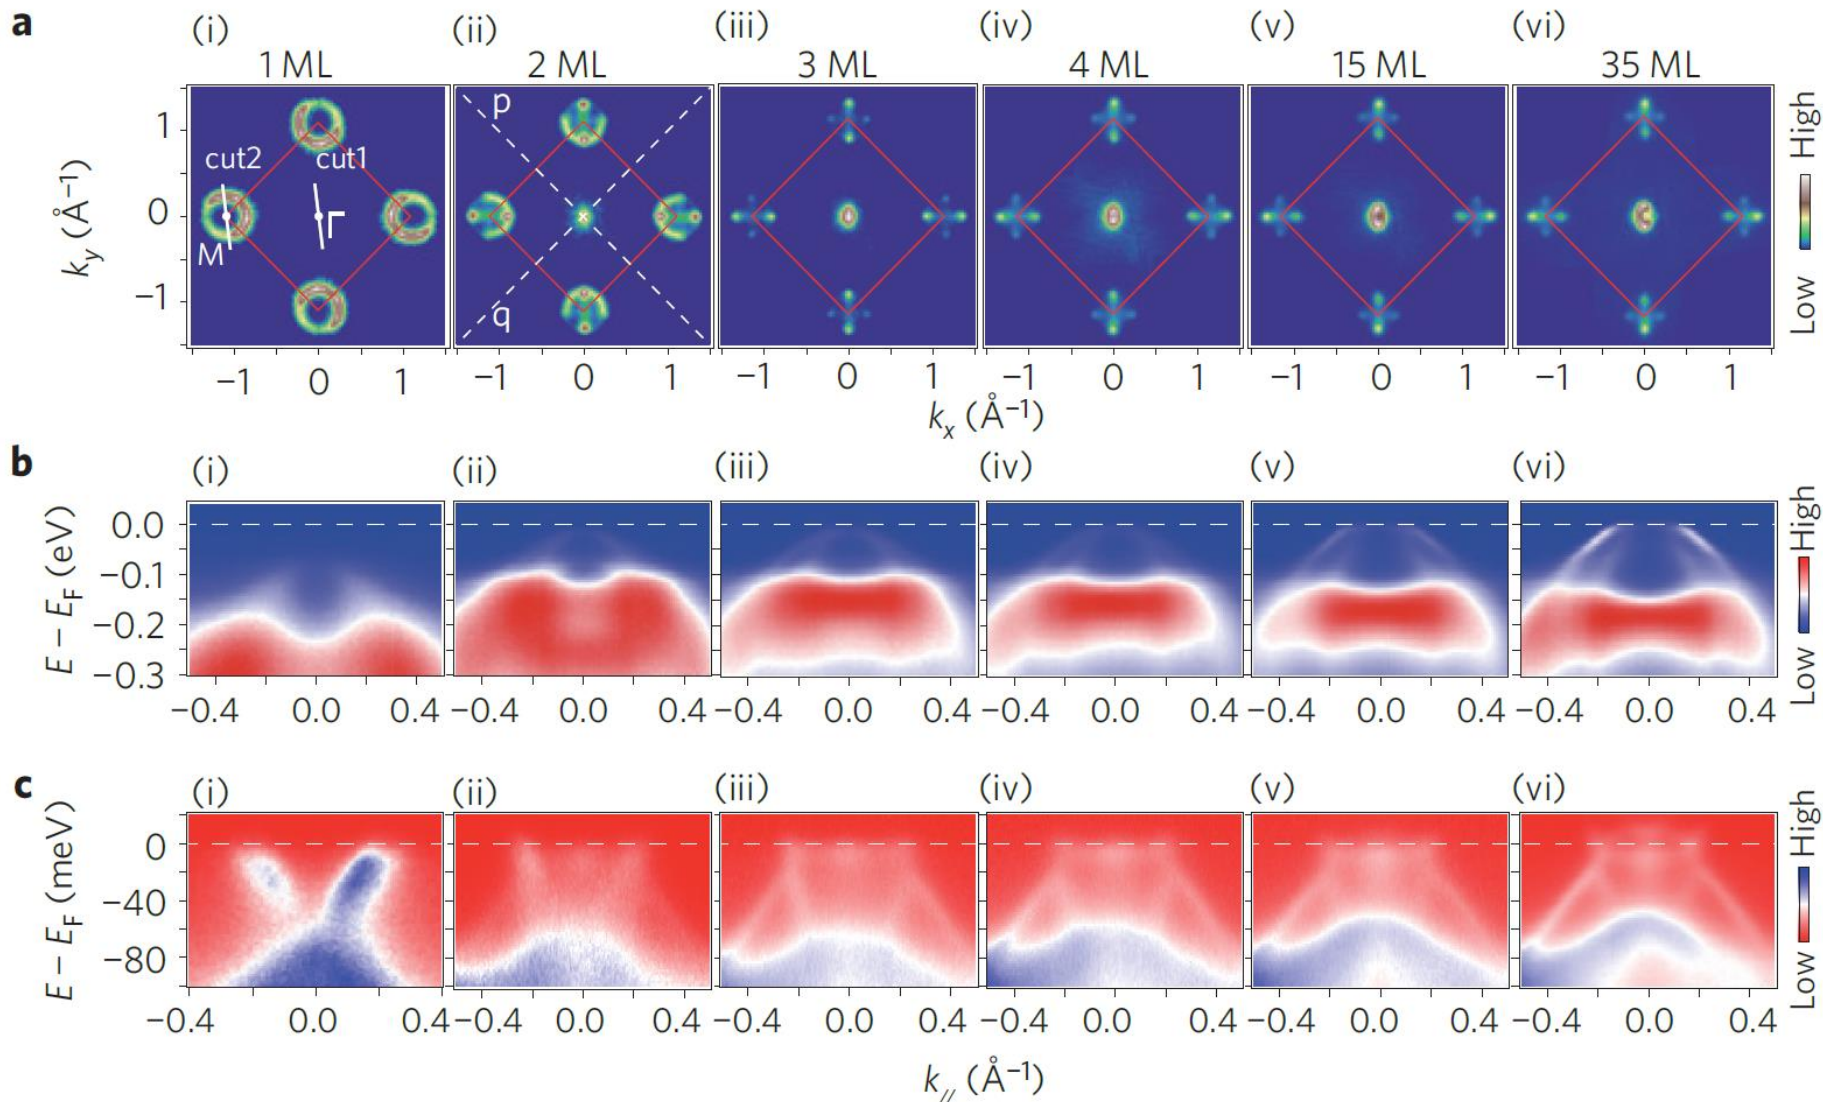 a
(i) (ii) (iii) (iv) (v) (vi)
1 ML 2 ML 3 ML 4 ML 15 ML 35 ML
1
0
−1
k_y (Å⁻¹)
cut2 cut1
Γ
M
p
q
−1 0 1 −1 0 1 −1 0 1 −1 0 1 −1 0 1 −1 0 1
k_x (Å⁻¹)
High
Low
b
(i) (ii) (iii) (iv) (v) (vi)
E − E_F (eV)
0.0
−0.1
−0.2
−0.3
−0.4 0.0 0.4 −0.4 0.0 0.4 −0.4 0.0 0.4 −0.4 0.0 0.4 −0.4 0.0 0.4 −0.4 0.0 0.4
High
Low
c
(i) (ii) (iii) (iv) (v) (vi)
E − E_F (meV)
0
−40
−80
−0.4 0.0 0.4 −0.4 0.0 0.4 −0.4 0.0 0.4 −0.4 0.0 0.4 −0.4 0.0 0.4 −0.4 0.0 0.4
k_// (Å⁻¹)
High
Low